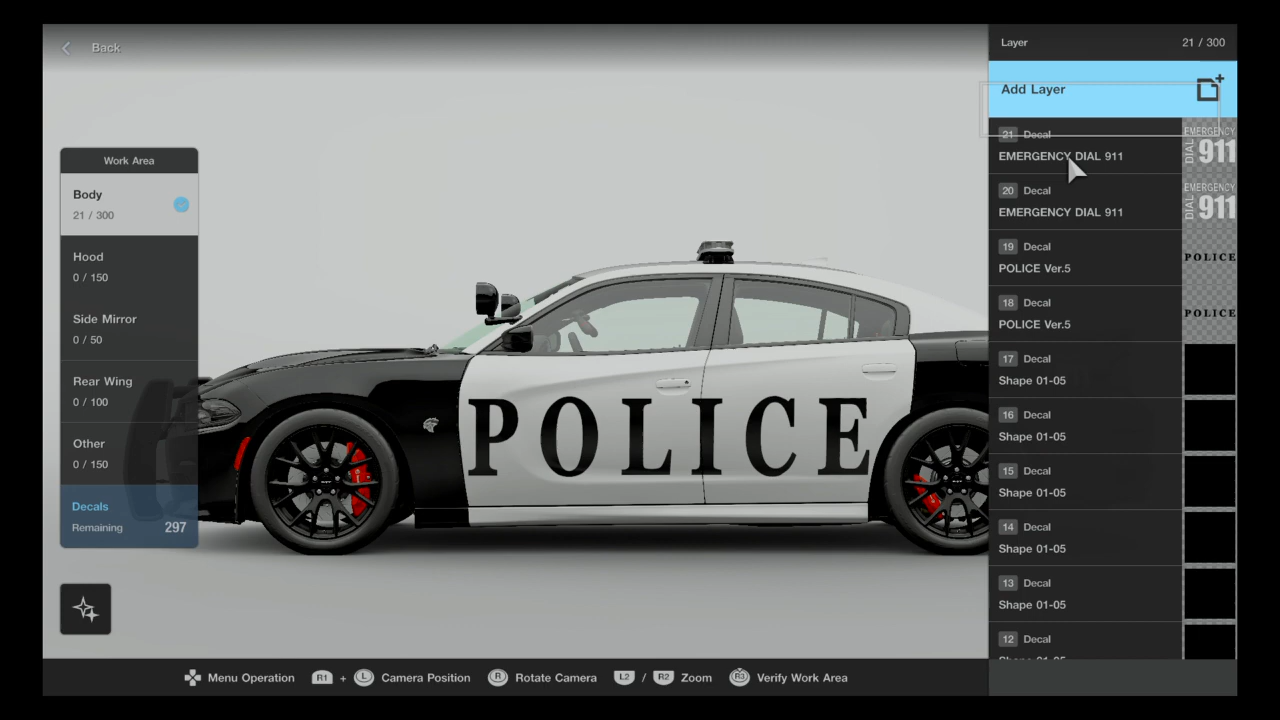 Back
Layer 21 / 300
Add Layer
21 Decal
EMERGENCY DIAL 911
EMERGENCY
DIAL 911
20 Decal
EMERGENCY DIAL 911
EMERGENCY
DIAL 911
19 Decal
POLICE Ver.5
POLICE
18 Decal
POLICE Ver.5
POLICE
17 Decal
Shape 01-05
16 Decal
Shape 01-05
15 Decal
Shape 01-05
14 Decal
Shape 01-05
13 Decal
Shape 01-05
12 Decal
Work Area
Body
21 / 300
Hood
0 / 150
Side Mirror
0 / 50
Rear Wing
0 / 100
Other
0 / 150
Decals
Remaining 297
POLICE
Menu Operation
R1 + L Camera Position
R Rotate Camera
L2 / R2 Zoom
R3 Verify Work Area